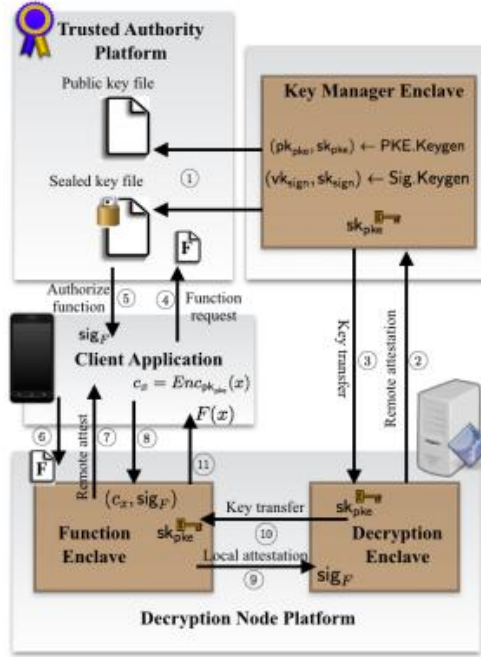 Trusted Authority
Platform
Public key file
Sealed key file
①
F
Key Manager Enclave
(pk_pke, sk_pke) ← PKE.Keygen
(vk_sign, sk_sign) ← Sig.Keygen
sk_pke
Authorize
function
⑤
④
Function
request
sig_F
Client Application
c_x = Enc_pk_pke(x)
Key transfer
③
②
Remote attestation
⑥
F
Remote attest
⑦
⑧
F(x)
⑪
(c_x, sig_F)
sk_pke
Function
Enclave
Key transfer
⑩
Local attestation
⑨
sk_pke
Decryption
Enclave
sig_F
Decryption Node Platform